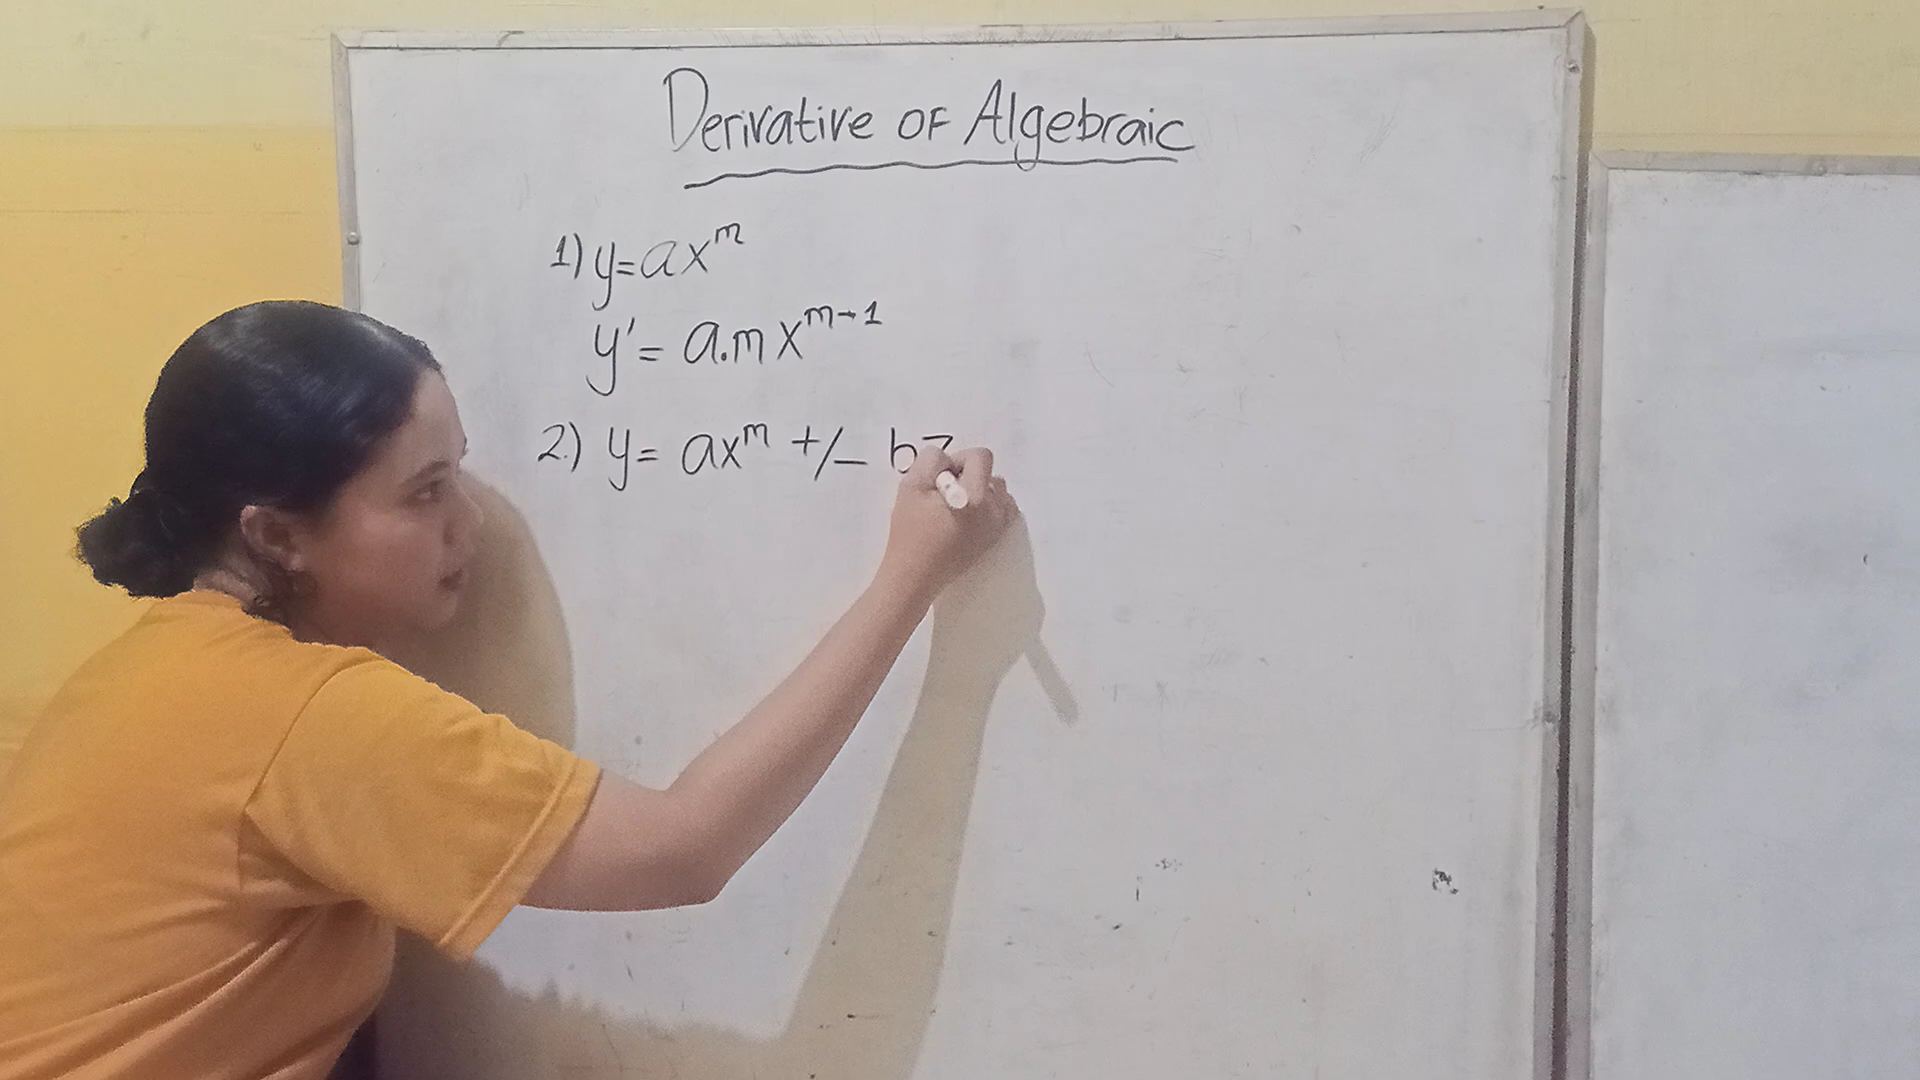 Derivative OF Algebraic
1) y=ax^m
y'= a.m x^m-1
2.) y= ax^m +/- b